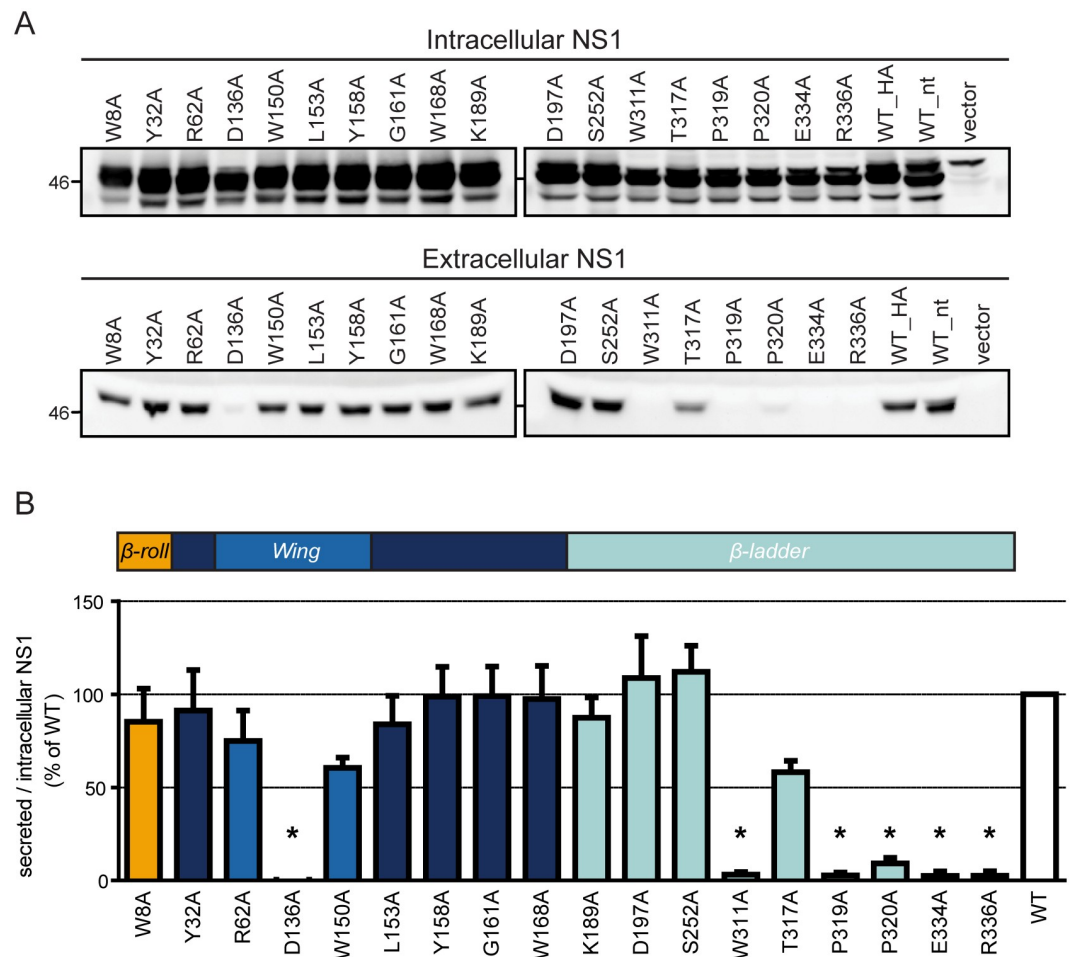 A
Intracellular NS1
W8A Y32A R62A D136A W150A L153A Y158A G161A W168A K189A D197A S252A W311A T317A P319A P320A E334A R336A WT_HA WT_nt vector
46
Extracellular NS1
W8A Y32A R62A D136A W150A L153A Y158A G161A W168A K189A D197A S252A W311A T317A P319A P320A E334A R336A WT_HA WT_nt vector
46
B
β-roll Wing β-ladder
secreted / intracellular NS1
(% of WT)
150
100
50
0
* * * * * *
W8A Y32A R62A D136A W150A L153A Y158A G161A W168A K189A D197A S252A W311A T317A P319A P320A E334A R336A WT